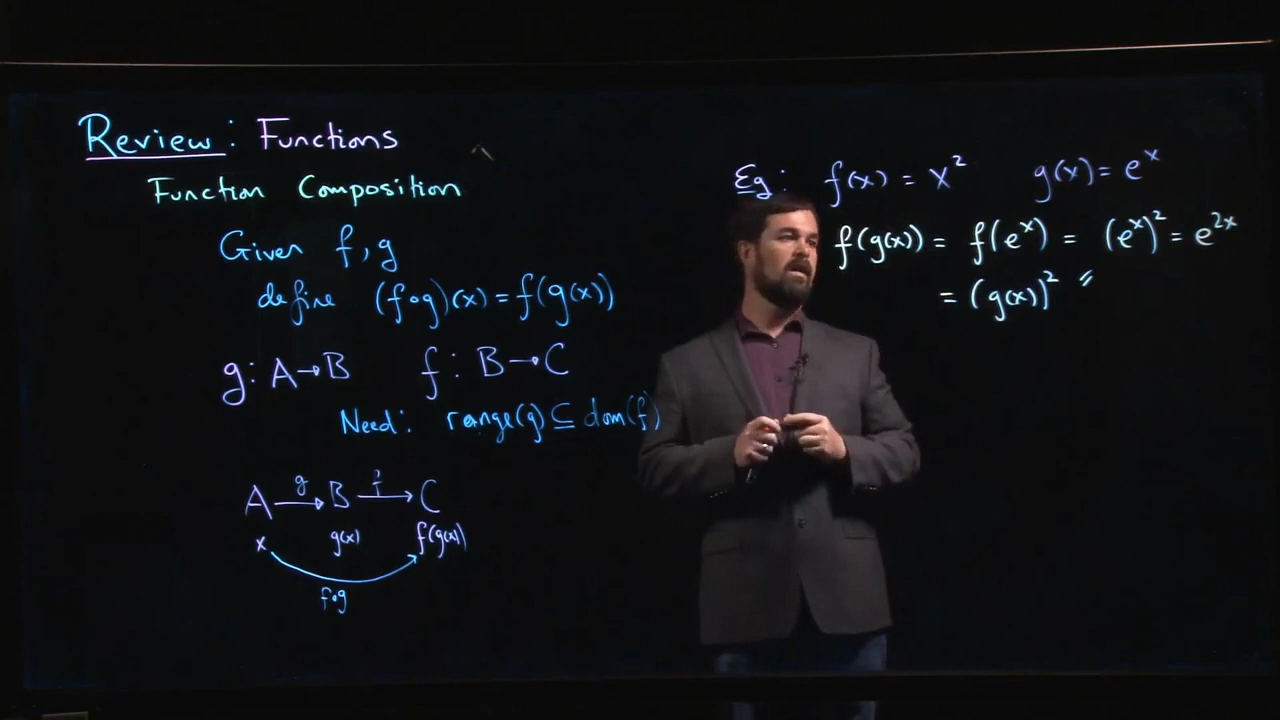 Review: Functions
Function Composition
Given f, g
define (f∘g)(x) = f(g(x))
g: A→B f: B→C
Need: range(g) ⊆ dom(f)
A —g→ B —f→ C
x g(x) f(g(x))
f∘g
Eg: f(x) = x² g(x) = eˣ
f(g(x)) = f(eˣ) = (eˣ)² = e²ˣ
= (g(x))² =